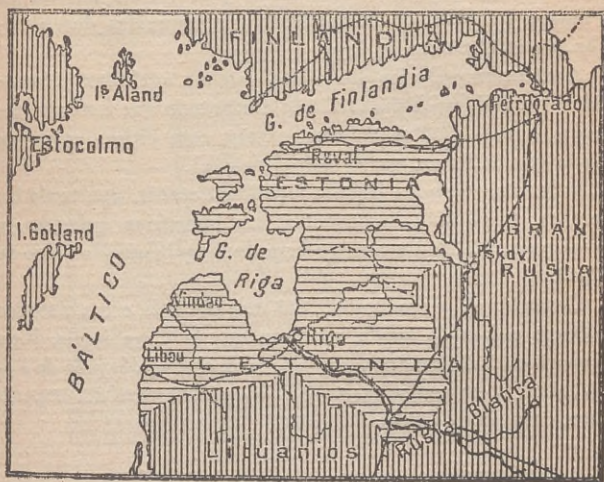 FINLANDIA
Is Aland
G. de Finlandia
Petrogrado
Estocolmo
Reval
ESTONIA
I. Gotland
G. de
Riga
GRAN
RUSIA
Pskov
BÁLTICO
Vindau
Riga
Libau
LETONIA
Rusia Blanca
Lituanios